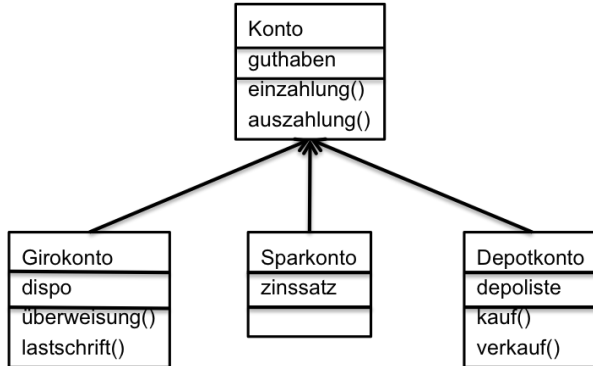 Konto
guthaben
einzahlung()
auszahlung()
Girokonto
dispo
überweisung()
lastschrift()
Sparkonto
zinssatz
Depotkonto
depoliste
kauf()
verkauf()